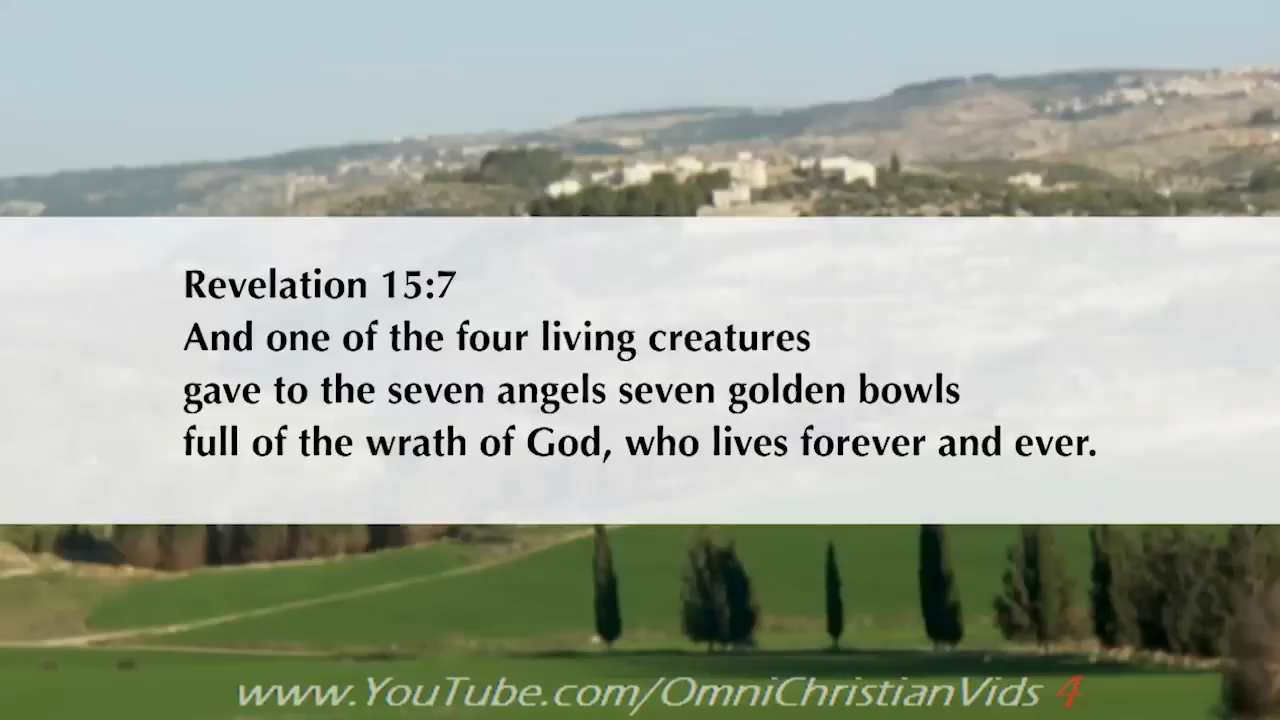 Revelation 15:7
And one of the four living creatures
gave to the seven angels seven golden bowls
full of the wrath of God, who lives forever and ever.
www.YouTube.com/OmniChristianVids 4